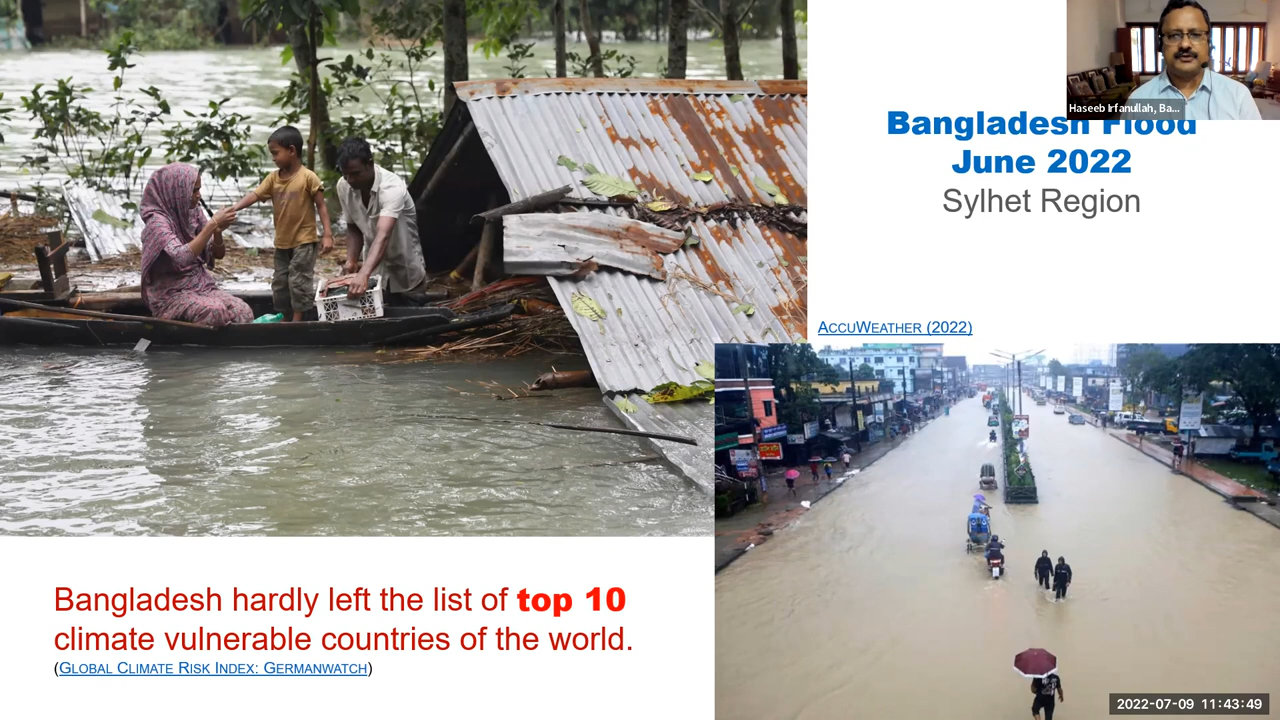 Haseeb Irfanullah, Ba...
Bangladesh Flood
June 2022
Sylhet Region
AccuWeather (2022)
Bangladesh hardly left the list of top 10
climate vulnerable countries of the world.
(Global Climate Risk Index: Germanwatch)
2022-07-09 11:43:49